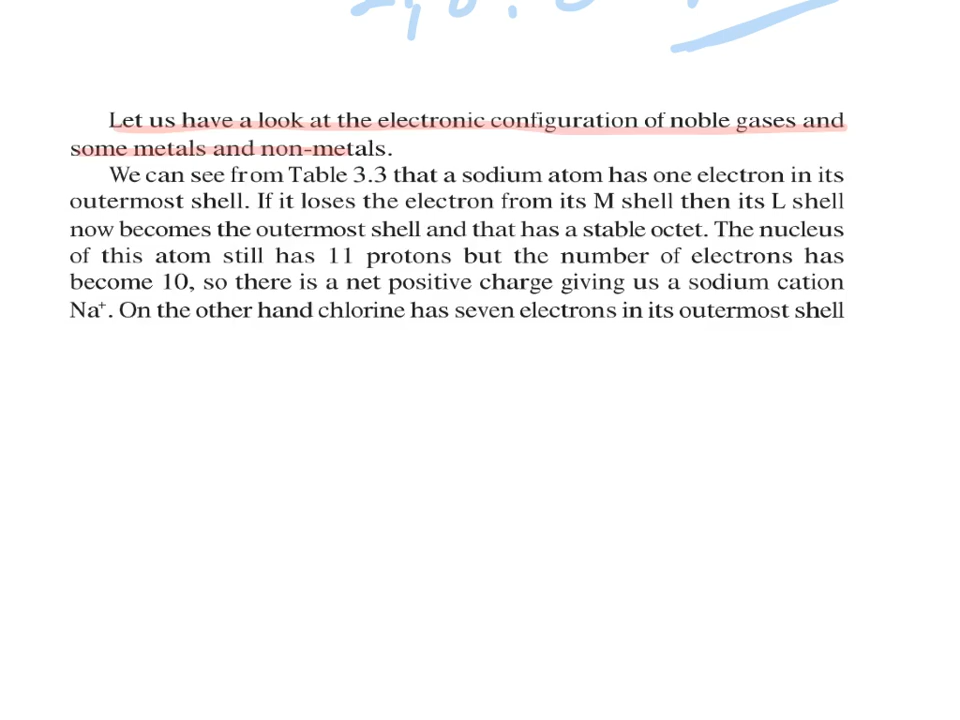 Let us have a look at the electronic configuration of noble gases and
some metals and non-metals.
We can see from Table 3.3 that a sodium atom has one electron in its
outermost shell. If it loses the electron from its M shell then its L shell
now becomes the outermost shell and that has a stable octet. The nucleus
of this atom still has 11 protons but the number of electrons has
become 10, so there is a net positive charge giving us a sodium cation
Na⁺. On the other hand chlorine has seven electrons in its outermost shell